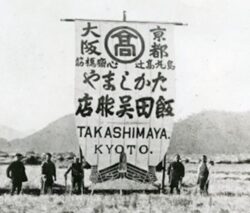 京都
烏丸高辻
髙
大阪
心斎橋筋
たかしまや
飯田呉服店
TAKASHIMAYA.
KYOTO.